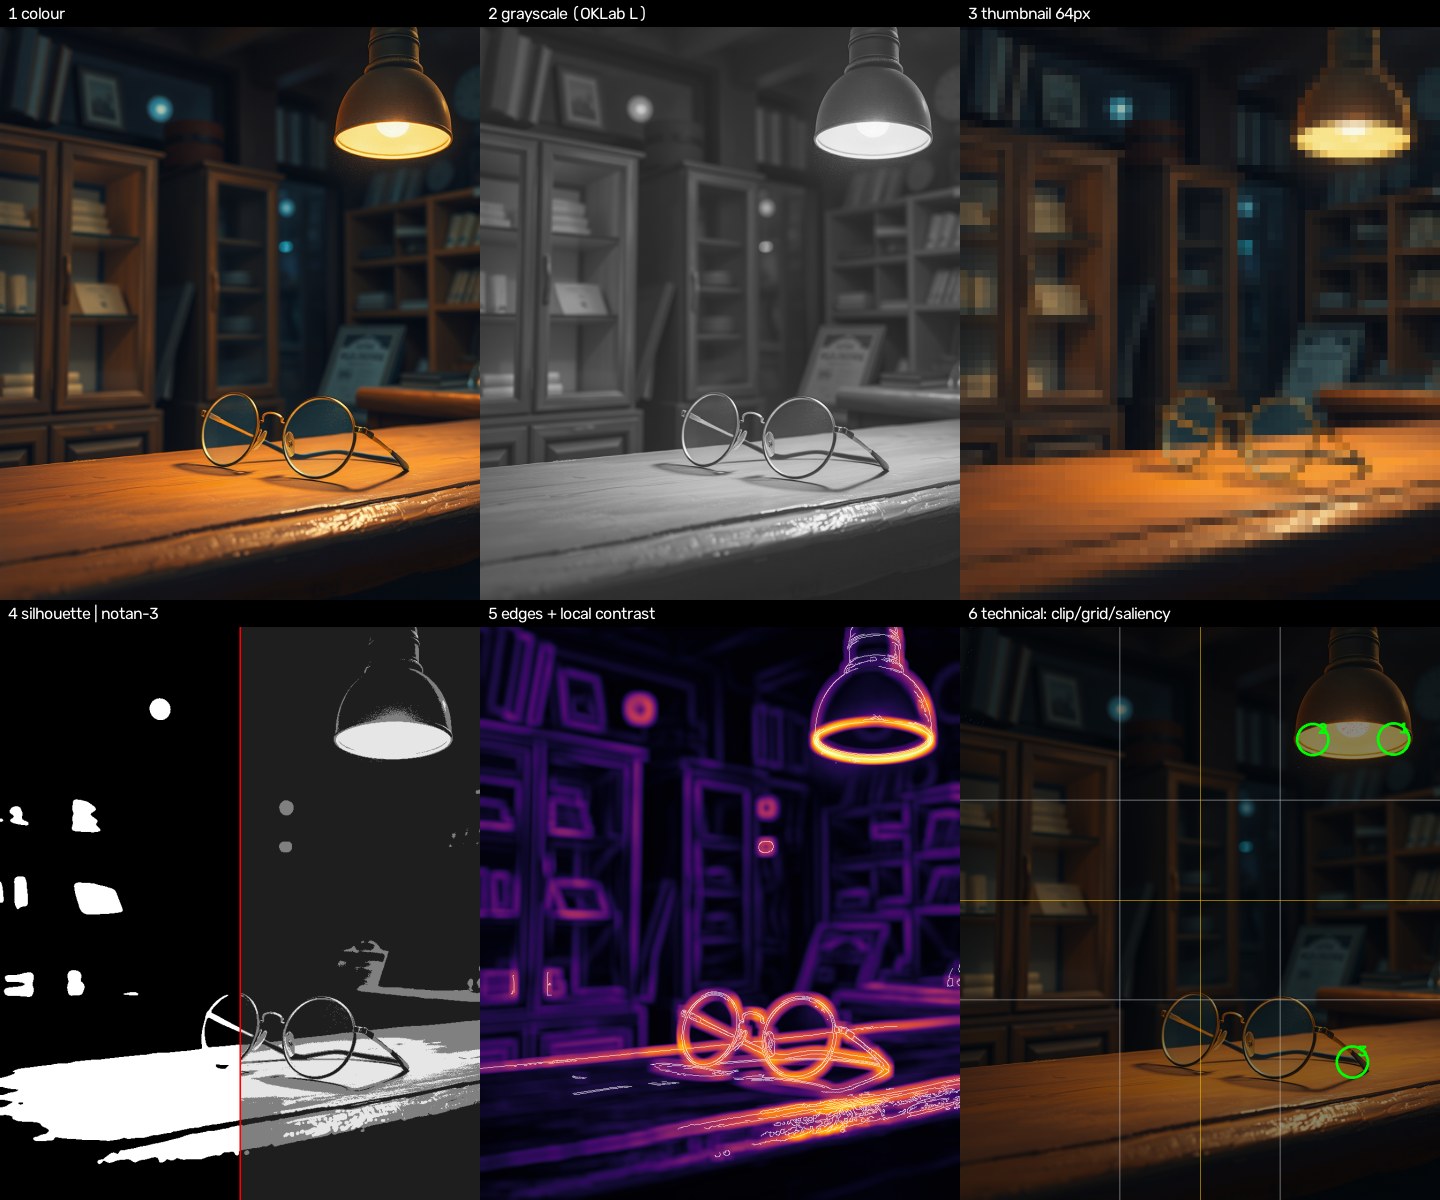 1 colour
2 grayscale (OKLab L)
3 thumbnail 64px
4 silhouette | notan-3
5 edges + local contrast
6 technical: clip/grid/saliency